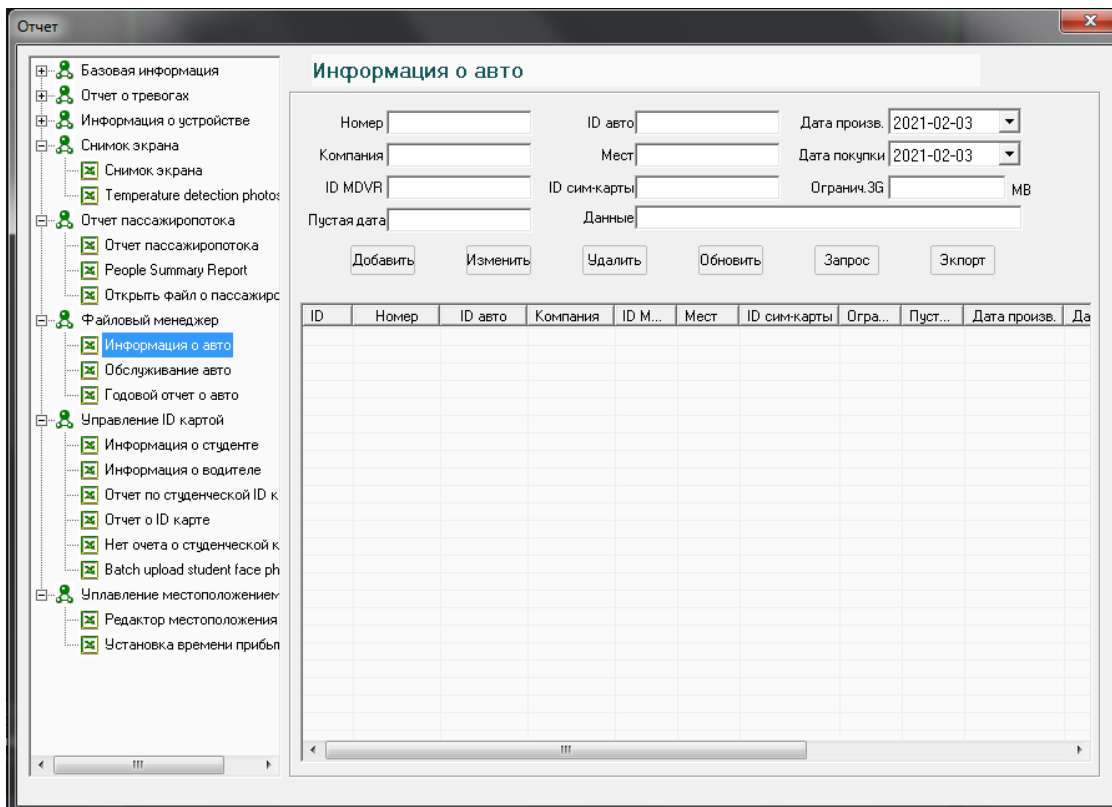 Отчет
Базовая информация
Отчет о тревогах
Информация о устройстве
Снимок экрана
Снимок экрана
Temperature detection photos
Отчет пассажиропотока
Отчет пассажиропотока
People Summary Report
Открыть файл о пассажирс
Файловый менеджер
Информация о авто
Обслуживание авто
Годовой отчет о авто
Управление ID картой
Информация о студенте
Информация о водителе
Отчет по студенческой ID к
Отчет о ID карте
Нет очета о студенческой к
Batch upload student face ph
Уплавление местоположением
Редактор местоположения
Установка времени прибыл
Информация о авто
Номер ID авто Дата произв. 2021-02-03
Компания Мест Дата покупки 2021-02-03
ID MDVR ID сим-карты Огранич.3G MB
Пустая дата Данные
Добавить Изменить Удалить Обновить Запрос Экпорт
ID Номер ID авто Компания ID M... Мест ID сим-карты Огра... Пуст... Дата произв. Да